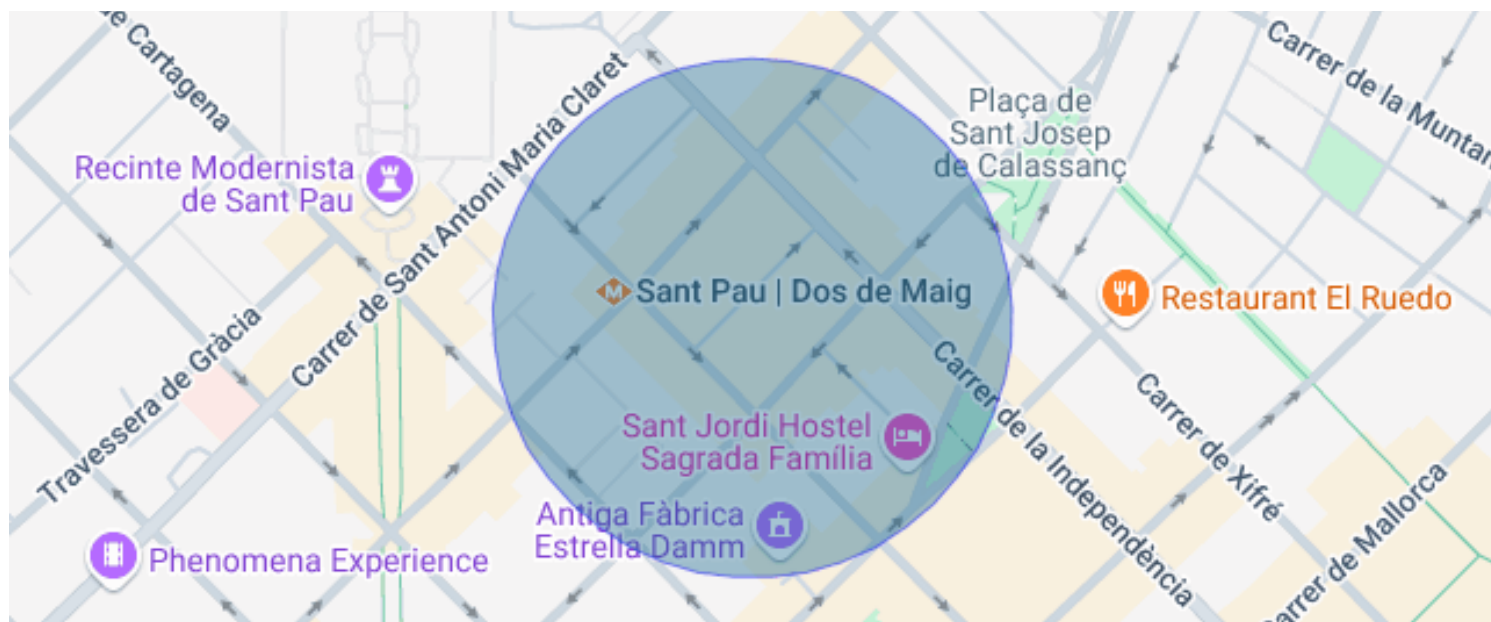 de Cartagena
Carrer de Sant Antoni Maria Claret
Carrer de la Muntan
Plaça de
Sant Josep
de Calassanç
Recinte Modernista
de Sant Pau
Sant Pau | Dos de Maig
Restaurant El Ruedo
Travessera de Gràcia
Carrer de la Independència
Carrer de Xifré
Sant Jordi Hostel
Sagrada Família
Carrer de Mallorca
Antiga Fàbrica
Estrella Damm
Phenomena Experience